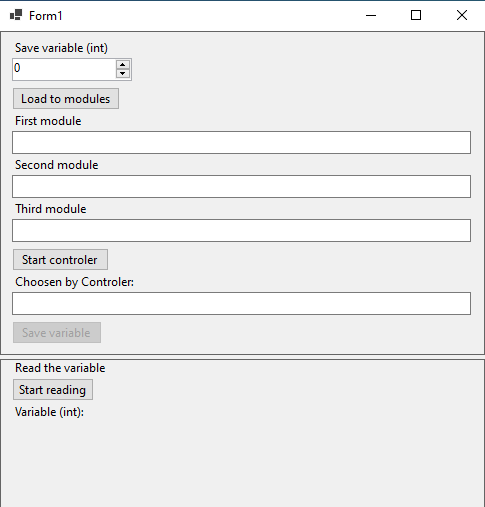 Form1
Save variable (int)
0
Load to modules
First module
Second module
Third module
Start controler
Choosen by Controler:
Save variable
Read the variable
Start reading
Variable (int):